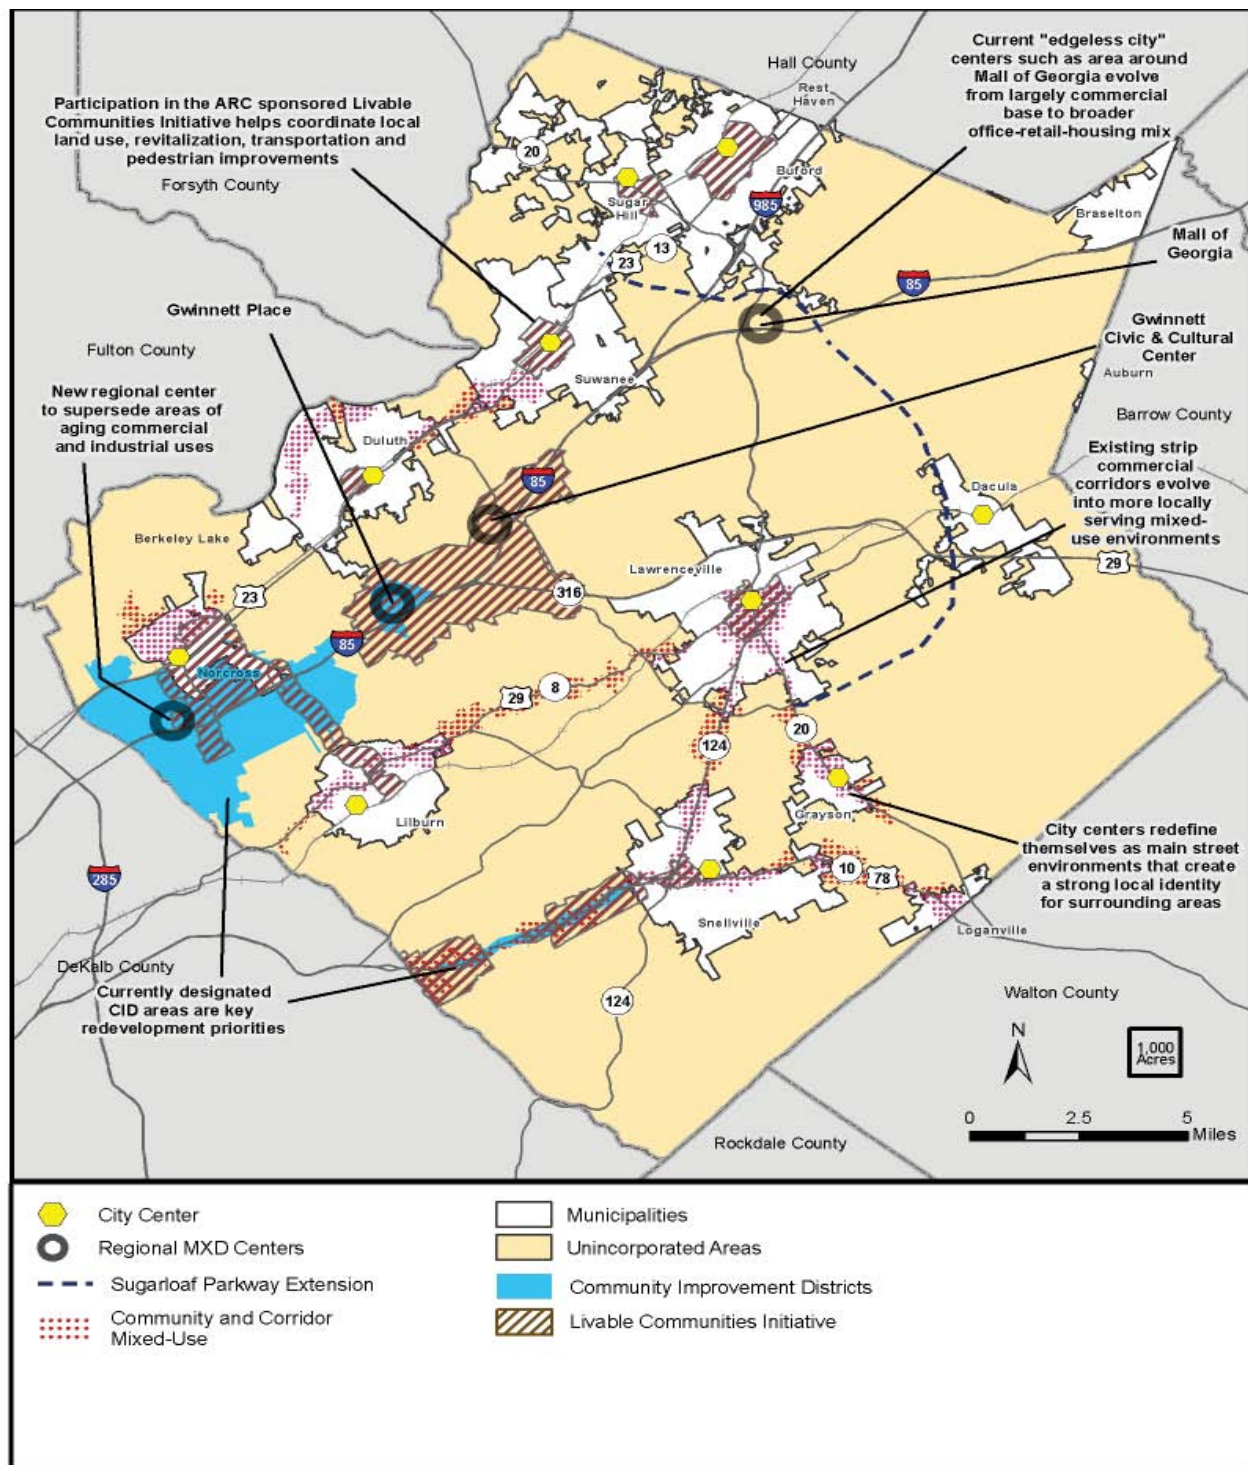 Current "edgeless city"
centers such as area around
Mall of Georgia evolve
from largely commercial
base to broader
office-retail-housing mix
Hall County
Rest
Haven
Participation in the ARC sponsored Livable
Communities Initiative helps coordinate local
land use, revitalization, transportation and
pedestrian improvements
Forsyth County
20
Buford
Sugar
Hill
985
13
23
Braselton
Mall of
Georgia
85
Gwinnett Place
Gwinnett
Civic & Cultural
Center
Fulton County
Suwanee
Auburn
Barrow County
New regional center
to supersede areas of
aging commercial
and industrial uses
Duluth
85
Existing strip
commercial
corridors evolve
into more locally
serving mixed-
use environments
Dacula
Berkeley Lake
Lawrenceville
29
23
316
85
Norcross
29
8
20
124
Grayson
Lilburn
City centers redefine
themselves as main street
environments that create
a strong local identity
for surrounding areas
285
10
78
Snellville
Loganville
DeKalb County
Currently designated
CID areas are key
redevelopment priorities
124
Walton County
N
1,000
Acres
0 2.5 5
Miles
Rockdale County
City Center
Regional MXD Centers
Sugarloaf Parkway Extension
Community and Corridor
Mixed-Use
Municipalities
Unincorporated Areas
Community Improvement Districts
Livable Communities Initiative